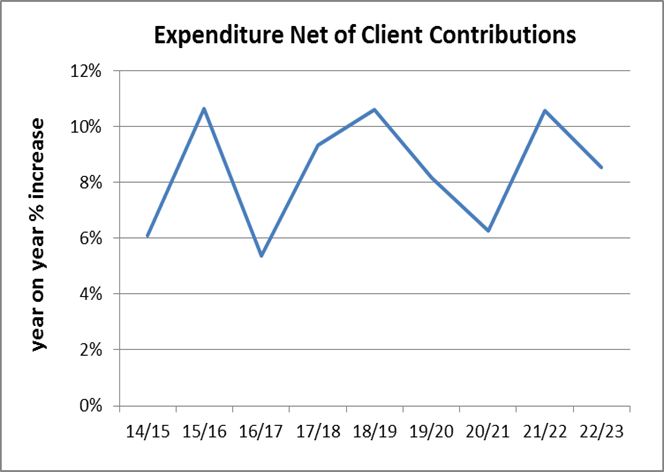 Expenditure Net of Client Contributions
year on year % increase
12%
10%
8%
6%
4%
2%
0%
14/15 15/16 16/17 17/18 18/19 19/20 20/21 21/22 22/23